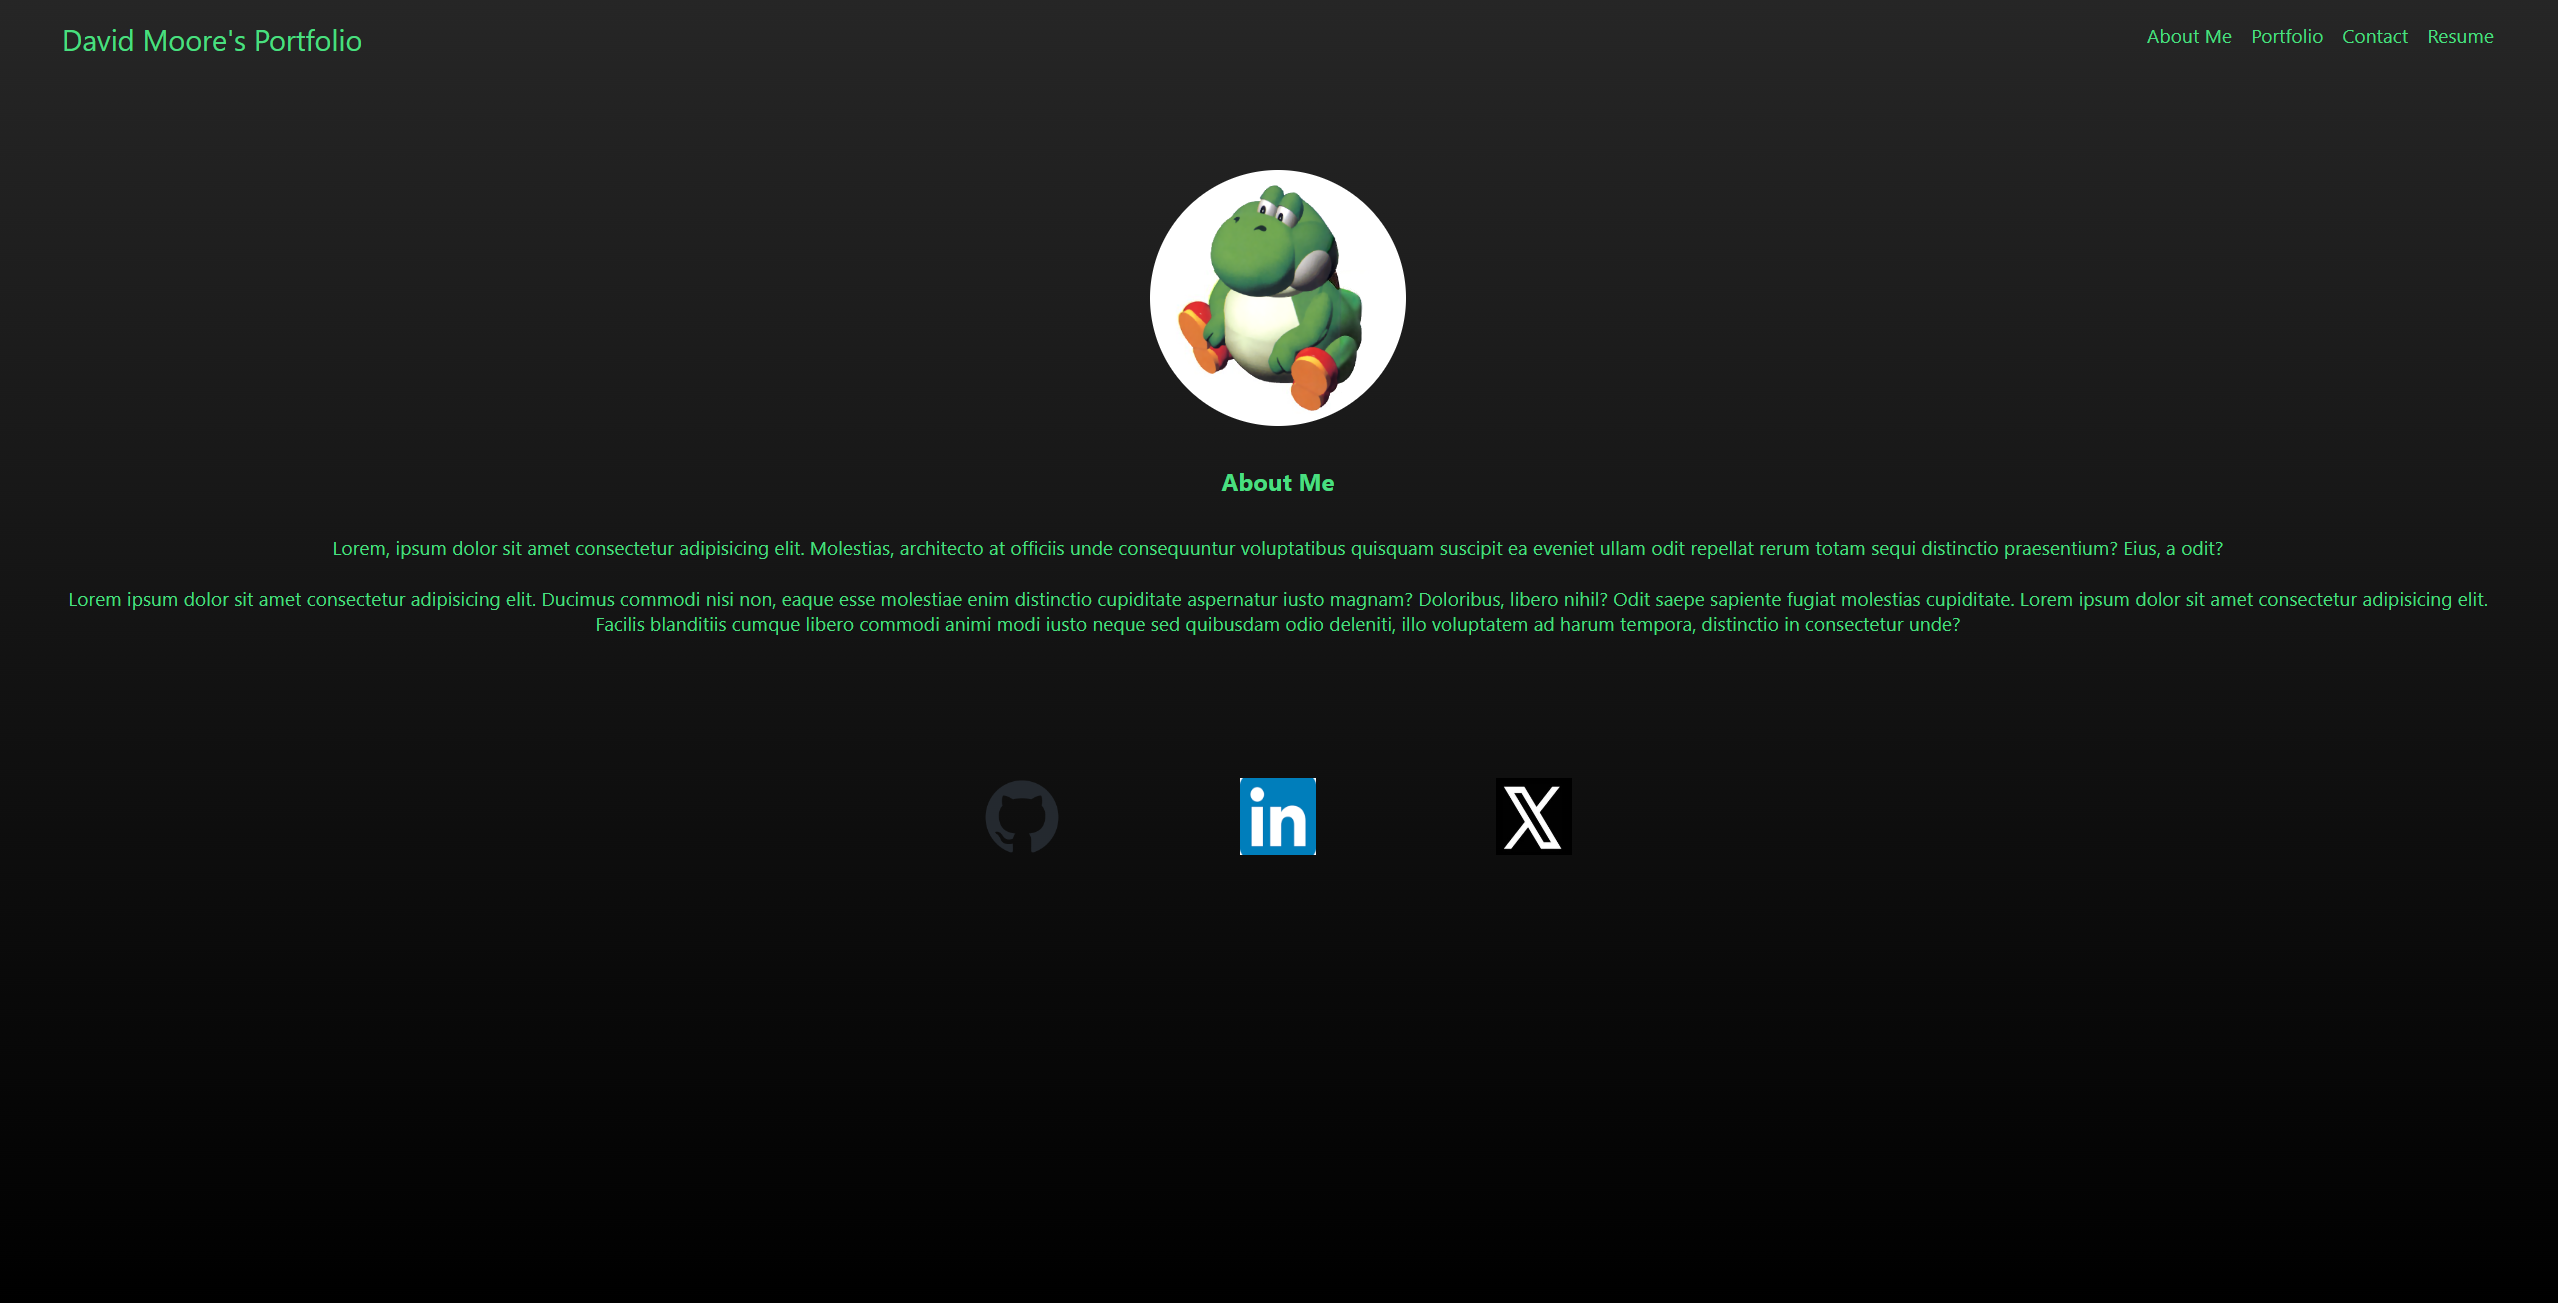 David Moore's Portfolio
About Me
Portfolio
Contact
Resume
About Me
Lorem, ipsum dolor sit amet consectetur adipisicing elit. Molestias, architecto at officiis unde consequuntur voluptatibus quisquam suscipit ea eveniet ullam odit repellat rerum totam sequi distinctio praesentium? Eius, a odit?
Lorem ipsum dolor sit amet consectetur adipisicing elit. Ducimus commodi nisi non, eaque esse molestiae enim distinctio cupiditate aspernatur iusto magnam? Doloribus, libero nihil? Odit saepe sapiente fugiat molestias cupiditate. Lorem ipsum dolor sit amet consectetur adipisicing elit.
Facilis blanditiis cumque libero commodi animi modi iusto neque sed quibusdam odio deleniti, illo voluptatem ad harum tempora, distinctio in consectetur unde?
in
X